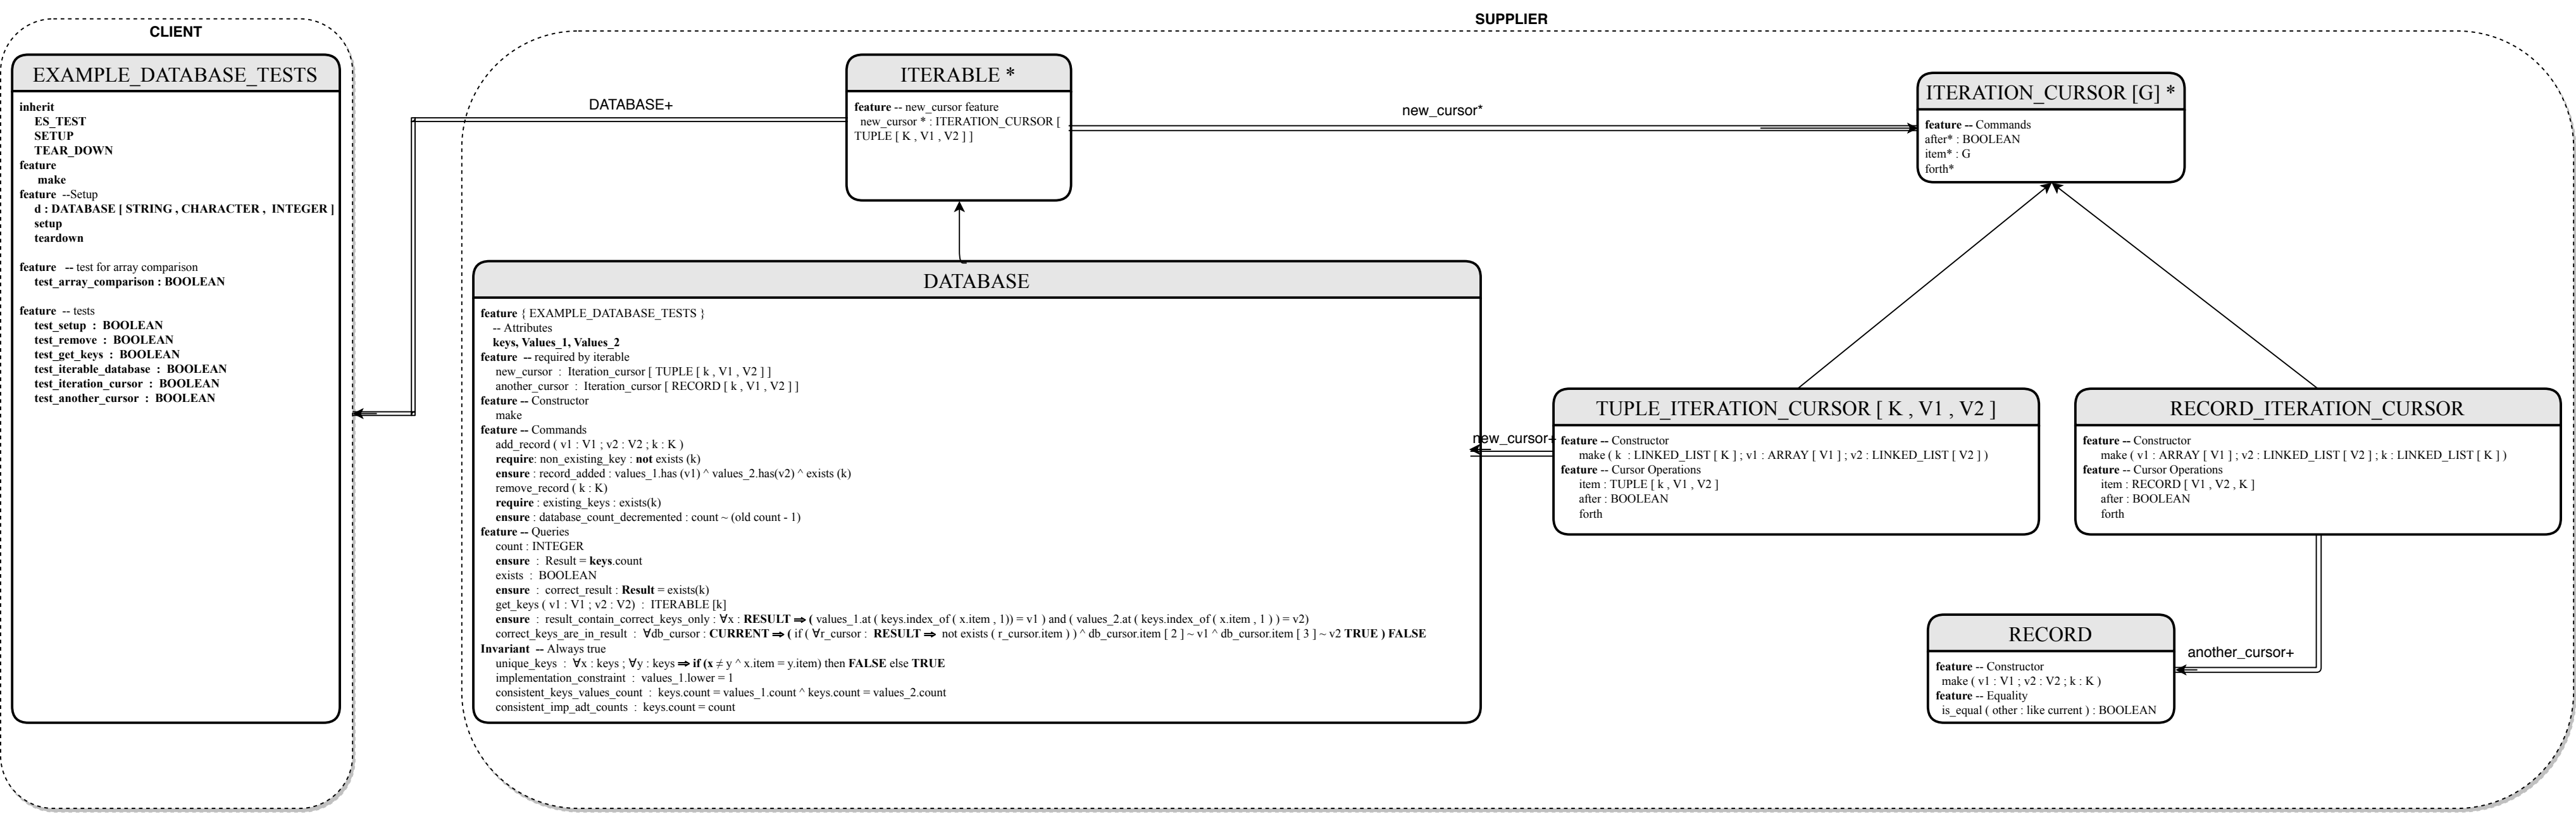 CLIENT
EXAMPLE_DATABASE_TESTS
inherit
ES_TEST
SETUP
TEAR_DOWN
feature
make
feature --Setup
d : DATABASE [ STRING , CHARACTER , INTEGER ]
setup
teardown
feature -- test for array comparison
test_array_comparison : BOOLEAN
feature -- tests
test_setup : BOOLEAN
test_remove : BOOLEAN
test_get_keys : BOOLEAN
test_iterable_database : BOOLEAN
test_iteration_cursor : BOOLEAN
test_another_cursor : BOOLEAN
SUPPLIER
DATABASE+
ITERABLE *
feature -- new_cursor feature
new_cursor * : ITERATION_CURSOR [
TUPLE [ K , V1 , V2 ] ]
new_cursor*
ITERATION_CURSOR [G] *
feature -- Commands
after* : BOOLEAN
item* : G
forth*
DATABASE
feature { EXAMPLE_DATABASE_TESTS }
-- Attributes
keys, Values_1, Values_2
feature -- required by iterable
new_cursor : Iteration_cursor [ TUPLE [ k , V1 , V2 ] ]
another_cursor : Iteration_cursor [ RECORD [ k , V1 , V2 ] ]
feature -- Constructor
make
feature -- Commands
add_record ( v1 : V1 ; v2 : V2 ; k : K )
require: non_existing_key : not exists (k)
ensure : record_added : values_1.has (v1) ^ values_2.has(v2) ^ exists (k)
remove_record ( k : K)
require : existing_keys : exists(k)
ensure : database_count_decremented : count ~ (old count - 1)
feature -- Queries
count : INTEGER
ensure : Result = keys.count
exists : BOOLEAN
ensure : correct_result : Result = exists(k)
get_keys ( v1 : V1 ; v2 : V2) : ITERABLE [k]
ensure : result_contain_correct_keys_only : ∀x : RESULT ⇒ ( values_1.at ( keys.index_of ( x.item , 1)) = v1 ) and ( values_2.at ( keys.index_of ( x.item , 1 ) ) = v2)
correct_keys_are_in_result : ∀db_cursor : CURRENT ⇒ ( if ( ∀r_cursor : RESULT ⇒ not exists ( r_cursor.item ) ) ^ db_cursor.item [ 2 ] ~ v1 ^ db_cursor.item [ 3 ] ~ v2 TRUE ) FALSE
Invariant -- Always true
unique_keys : ∀x : keys ; ∀y : keys ⇒ if (x ≠ y ^ x.item = y.item) then FALSE else TRUE
implementation_constraint : values_1.lower = 1
consistent_keys_values_count : keys.count = values_1.count ^ keys.count = values_2.count
consistent_imp_adt_counts : keys.count = count
new_cursor+
TUPLE_ITERATION_CURSOR [ K , V1 , V2 ]
feature -- Constructor
make ( k : LINKED_LIST [ K ] ; v1 : ARRAY [ V1 ] ; v2 : LINKED_LIST [ V2 ] )
feature -- Cursor Operations
item : TUPLE [ k , V1 , V2 ]
after : BOOLEAN
forth
RECORD_ITERATION_CURSOR
feature -- Constructor
make ( v1 : ARRAY [ V1 ] ; v2 : LINKED_LIST [ V2 ] ; k : LINKED_LIST [ K ] )
feature -- Cursor Operations
item : RECORD [ V1 , V2 , K ]
after : BOOLEAN
forth
RECORD
feature -- Constructor
make ( v1 : V1 ; v2 : V2 ; k : K )
feature -- Equality
is_equal ( other : like current ) : BOOLEAN
another_cursor+